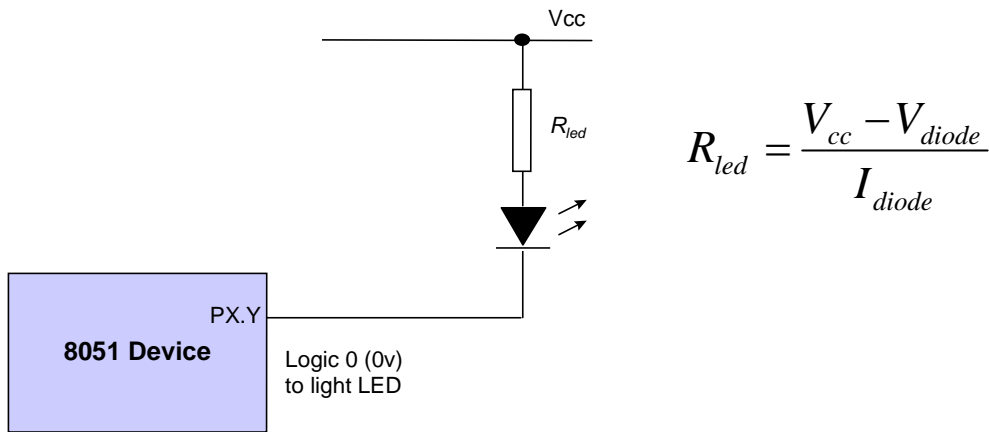 Vcc
R_led
R_led = (V_cc − V_diode) / I_diode
PX.Y
8051 Device
Logic 0 (0v)
to light LED